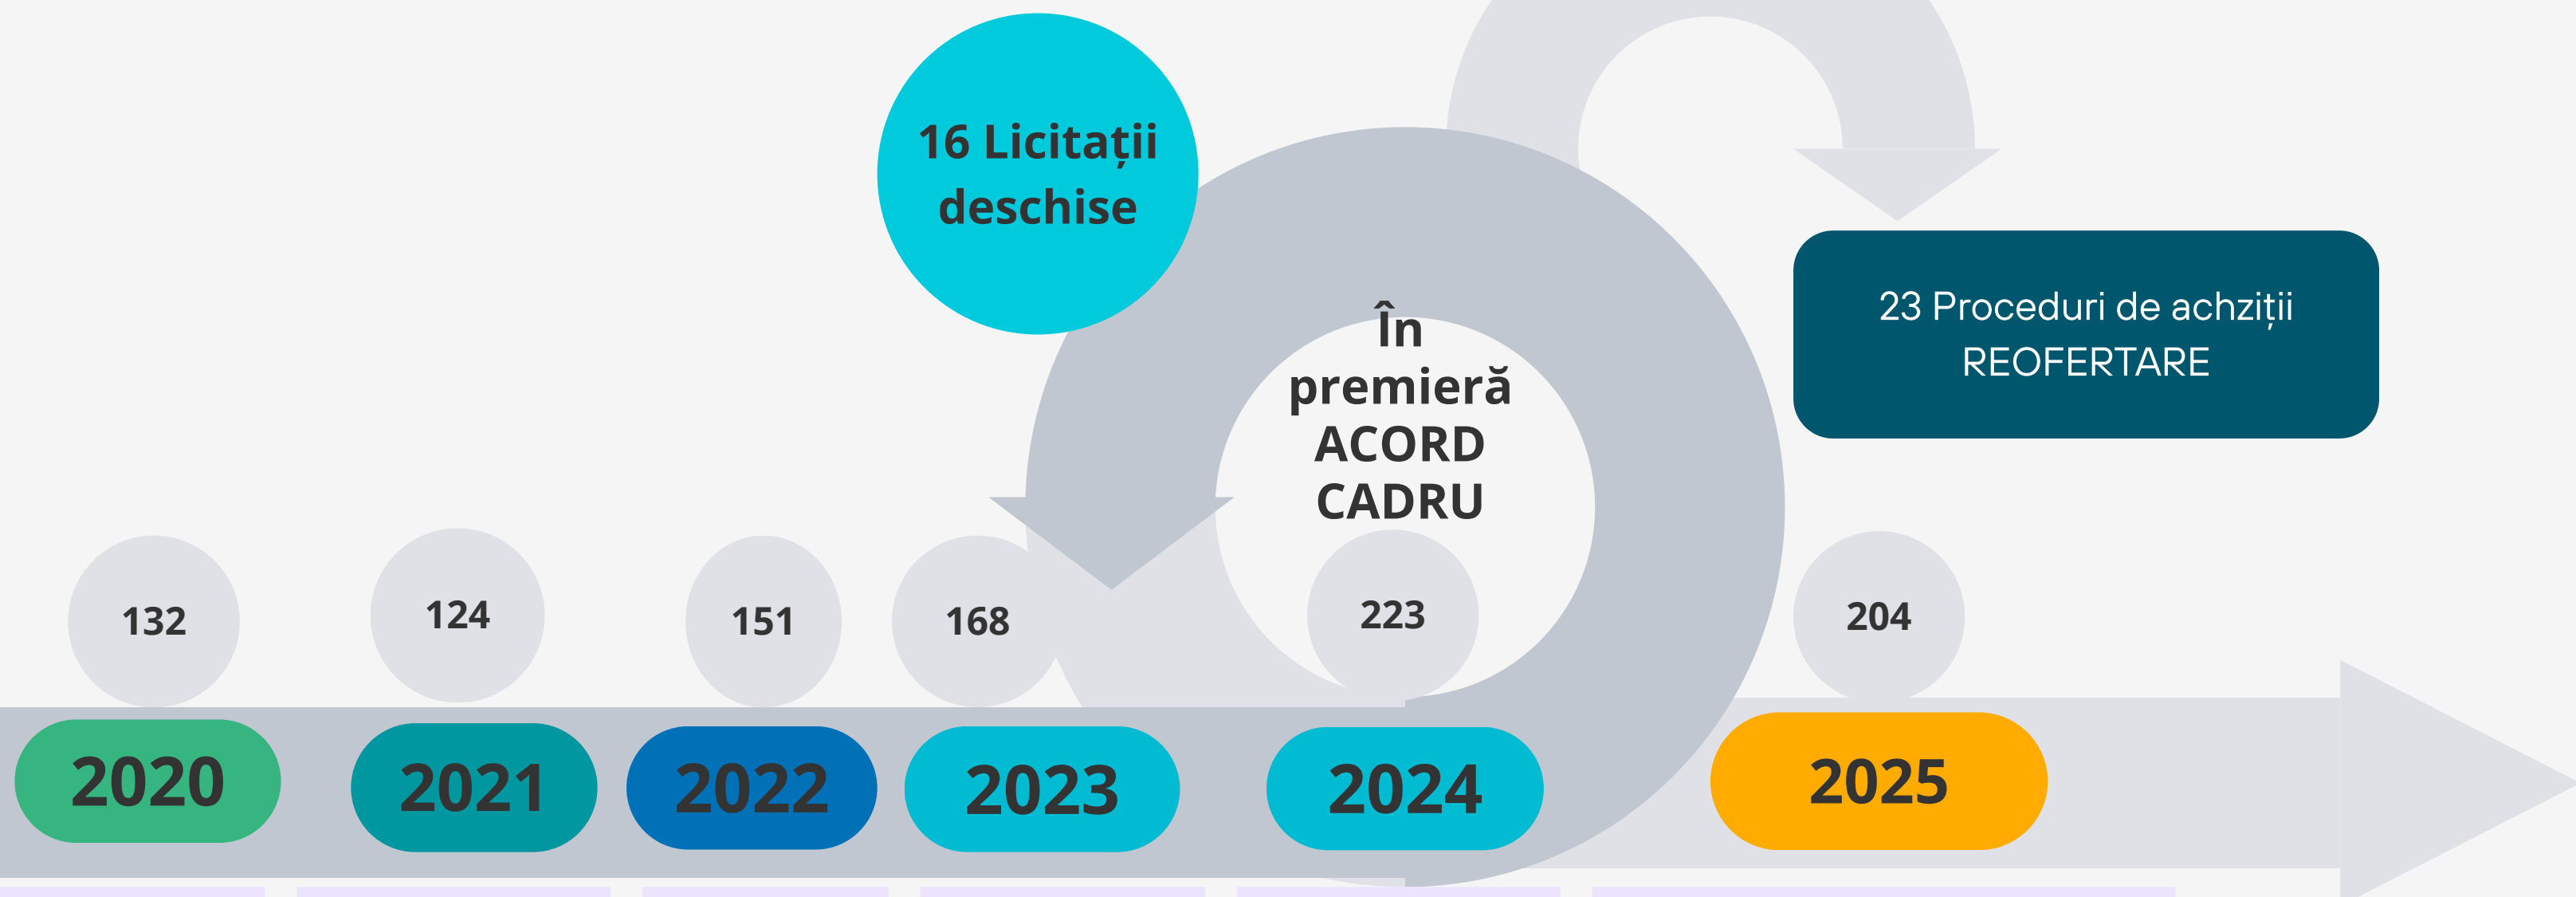 16 Licitații
deschise
În
premieră
ACORD
CADRU
23 Proceduri de achziții
REOFERTARE
132
124
151
168
223
204
2020
2021
2022
2023
2024
2025